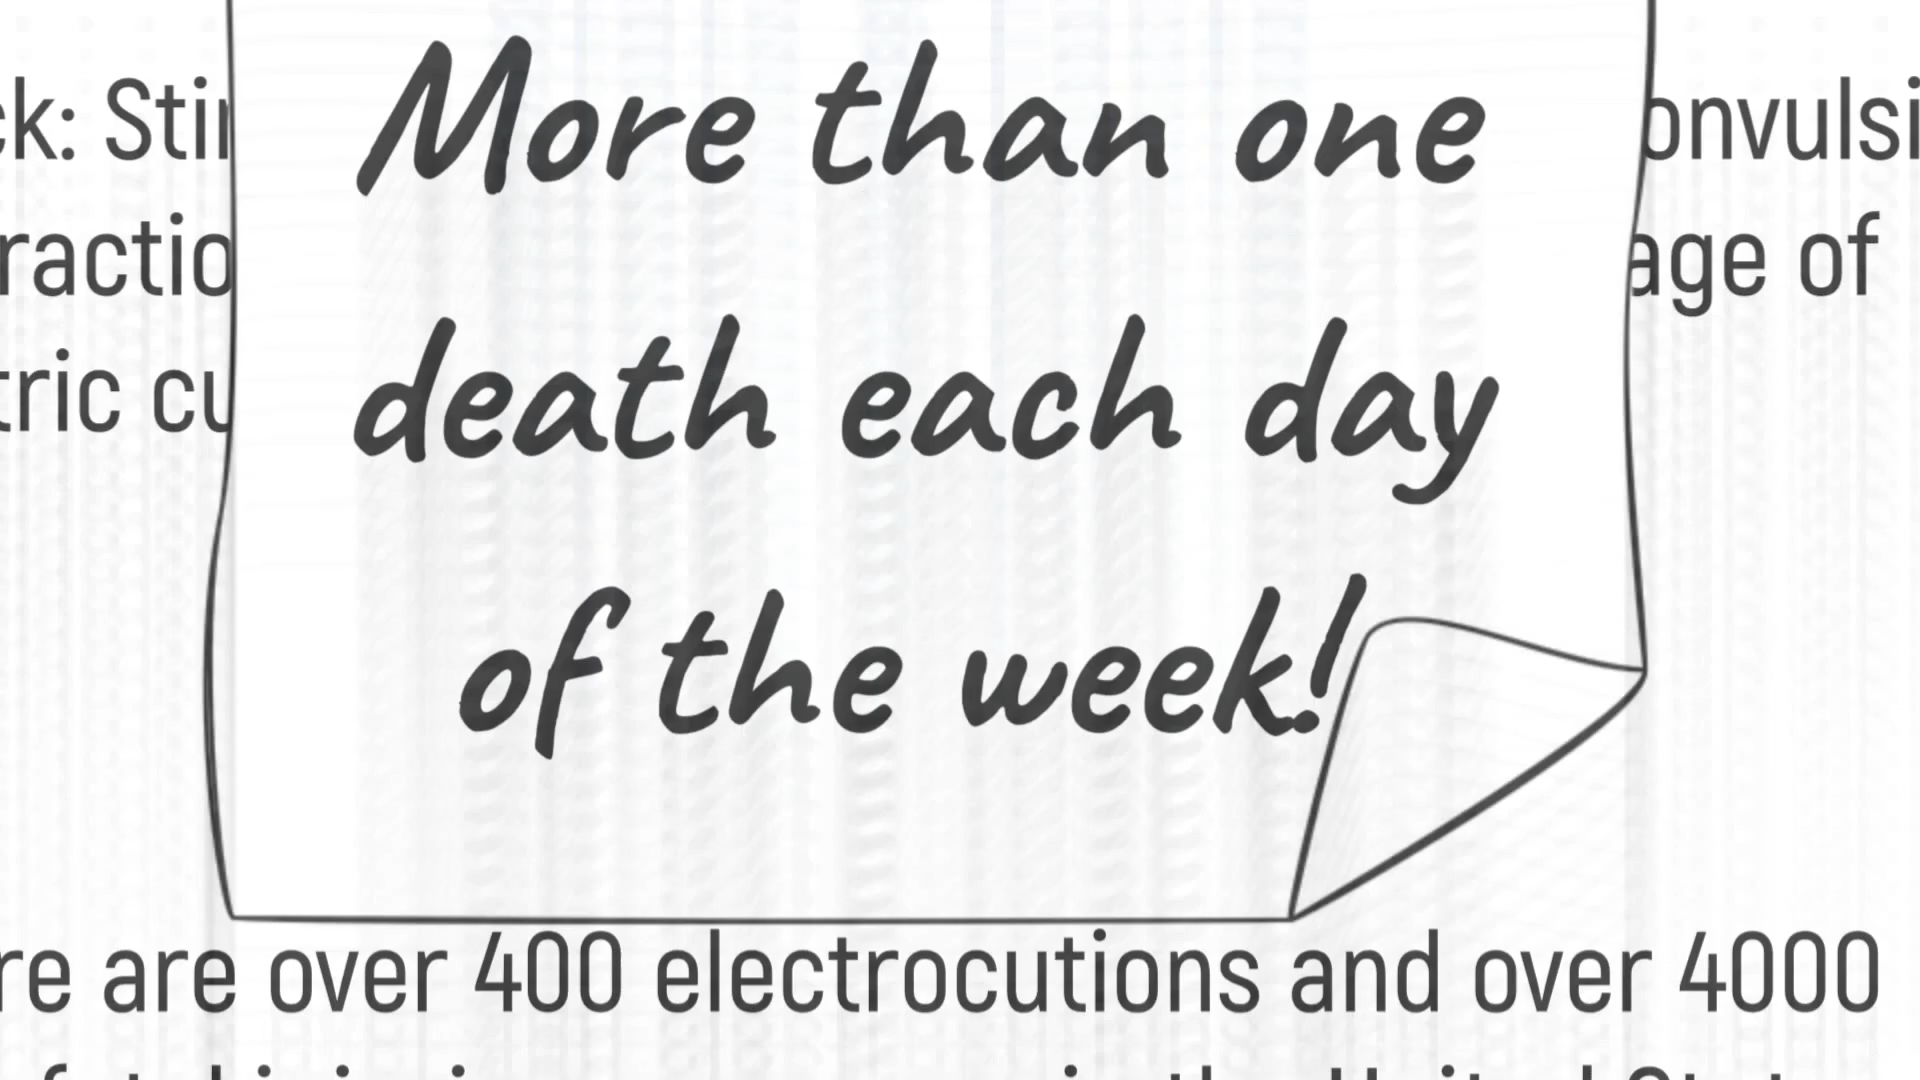 More than one
death each day
of the week!
ck: Stir
onvulsi
ractio
age of
tric cu
re are over 400 electrocutions and over 4000